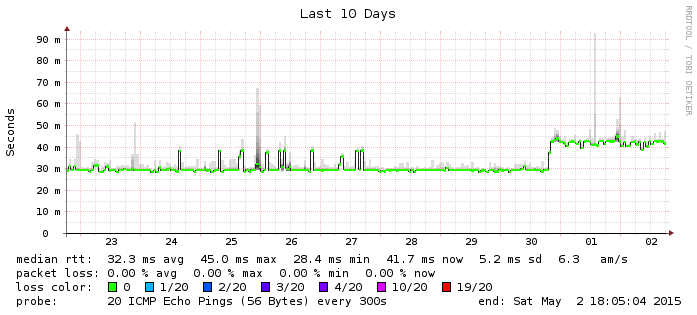 Last 10 Days
RRDTOOL / TOBI OETIKER
Seconds
90 m
80 m
70 m
60 m
50 m
40 m
30 m
20 m
10 m
0
23 24 25 26 27 28 29 30 01 02
median rtt: 32.3 ms avg 45.0 ms max 28.4 ms min 41.7 ms now 5.2 ms sd 6.3 am/s
packet loss: 0.00 % avg 0.00 % max 0.00 % min 0.00 % now
loss color: 0 1/20 2/20 3/20 4/20 10/20 19/20
probe: 20 ICMP Echo Pings (56 Bytes) every 300s end: Sat May 2 18:05:04 2015